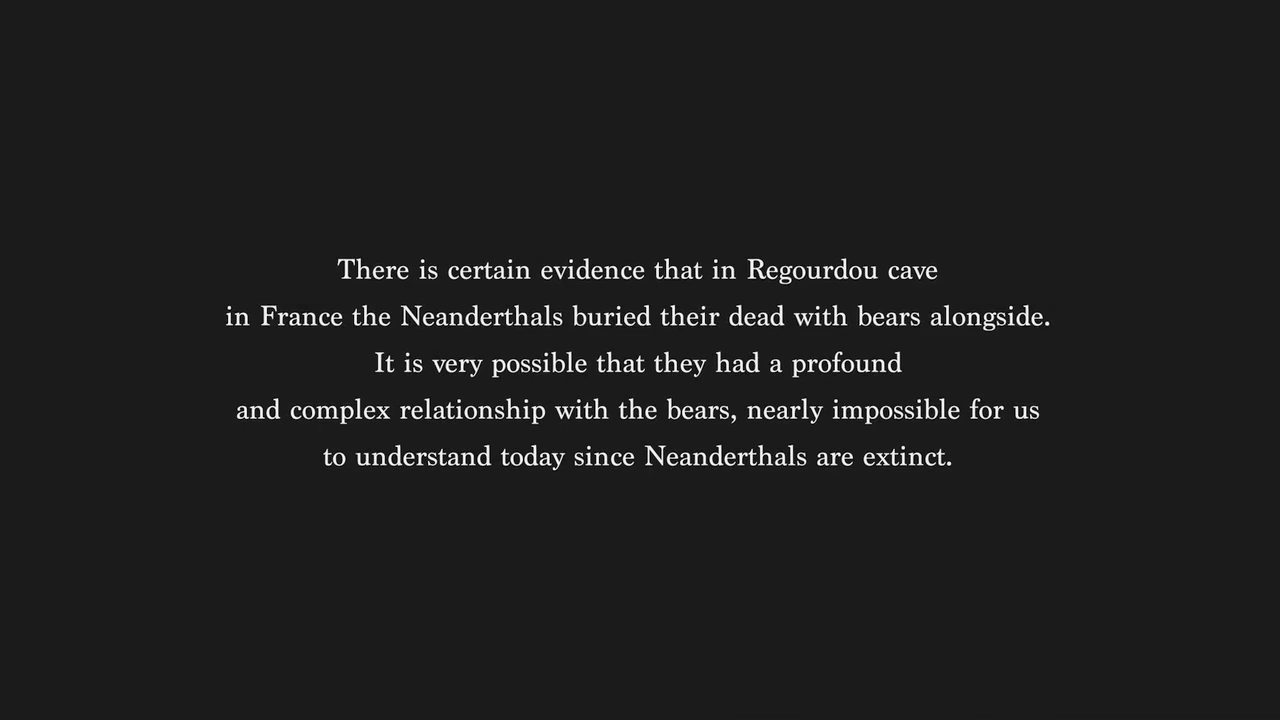 There is certain evidence that in Regourdou cave
in France the Neanderthals buried their dead with bears alongside.
It is very possible that they had a profound
and complex relationship with the bears, nearly impossible for us
to understand today since Neanderthals are extinct.